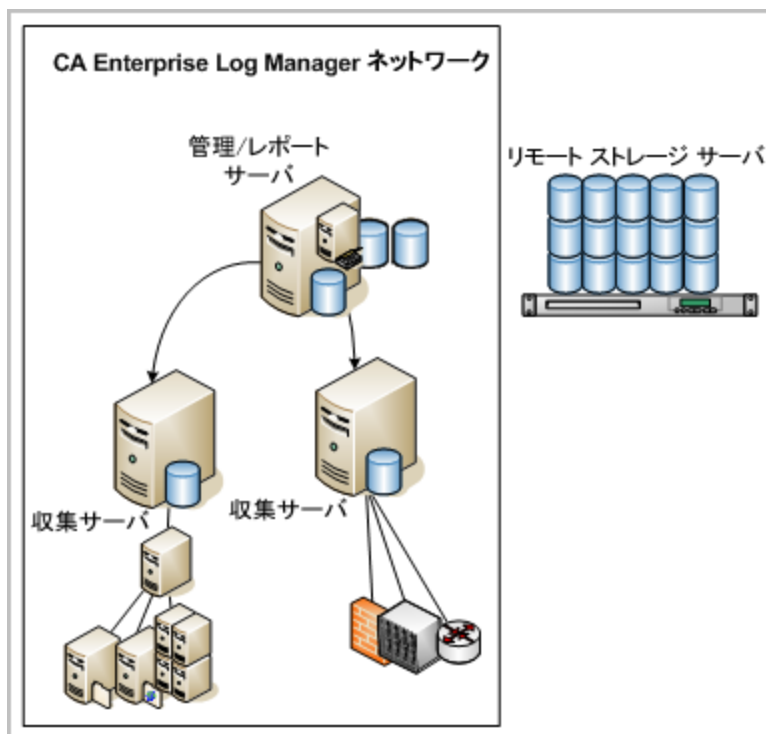 CA Enterprise Log Manager ネットワーク
管理/レポート
サーバ
リモート ストレージ サーバ
収集サーバ
収集サーバ